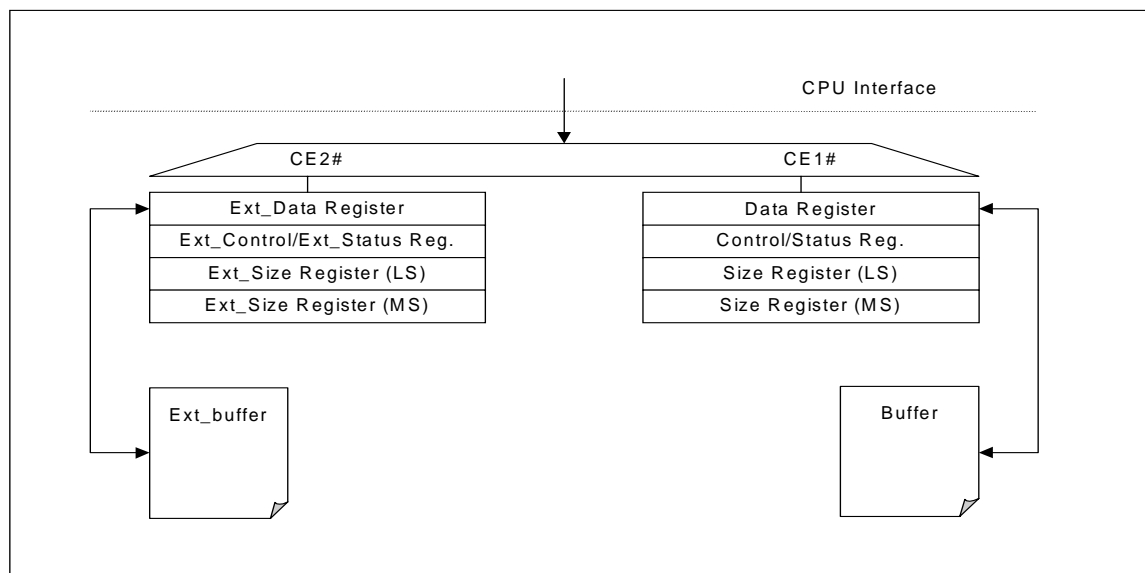 CPU Interface
CE2#
CE1#
Ext_Data Register
Ext_Control/Ext_Status Reg.
Ext_Size Register (LS)
Ext_Size Register (MS)
Data Register
Control/Status Reg.
Size Register (LS)
Size Register (MS)
Ext_buffer
Buffer